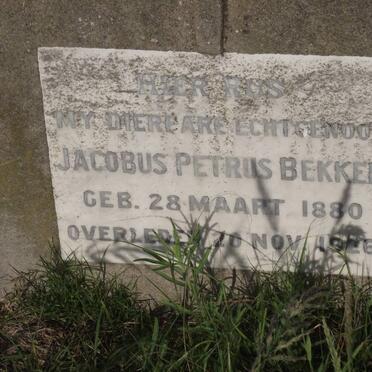 HIER RUS
MY DIERBARE ECHTGENOO
JACOBUS PETRUS BEKKE
GEB. 28 MAART 1880
OVERLEDEN NOV.